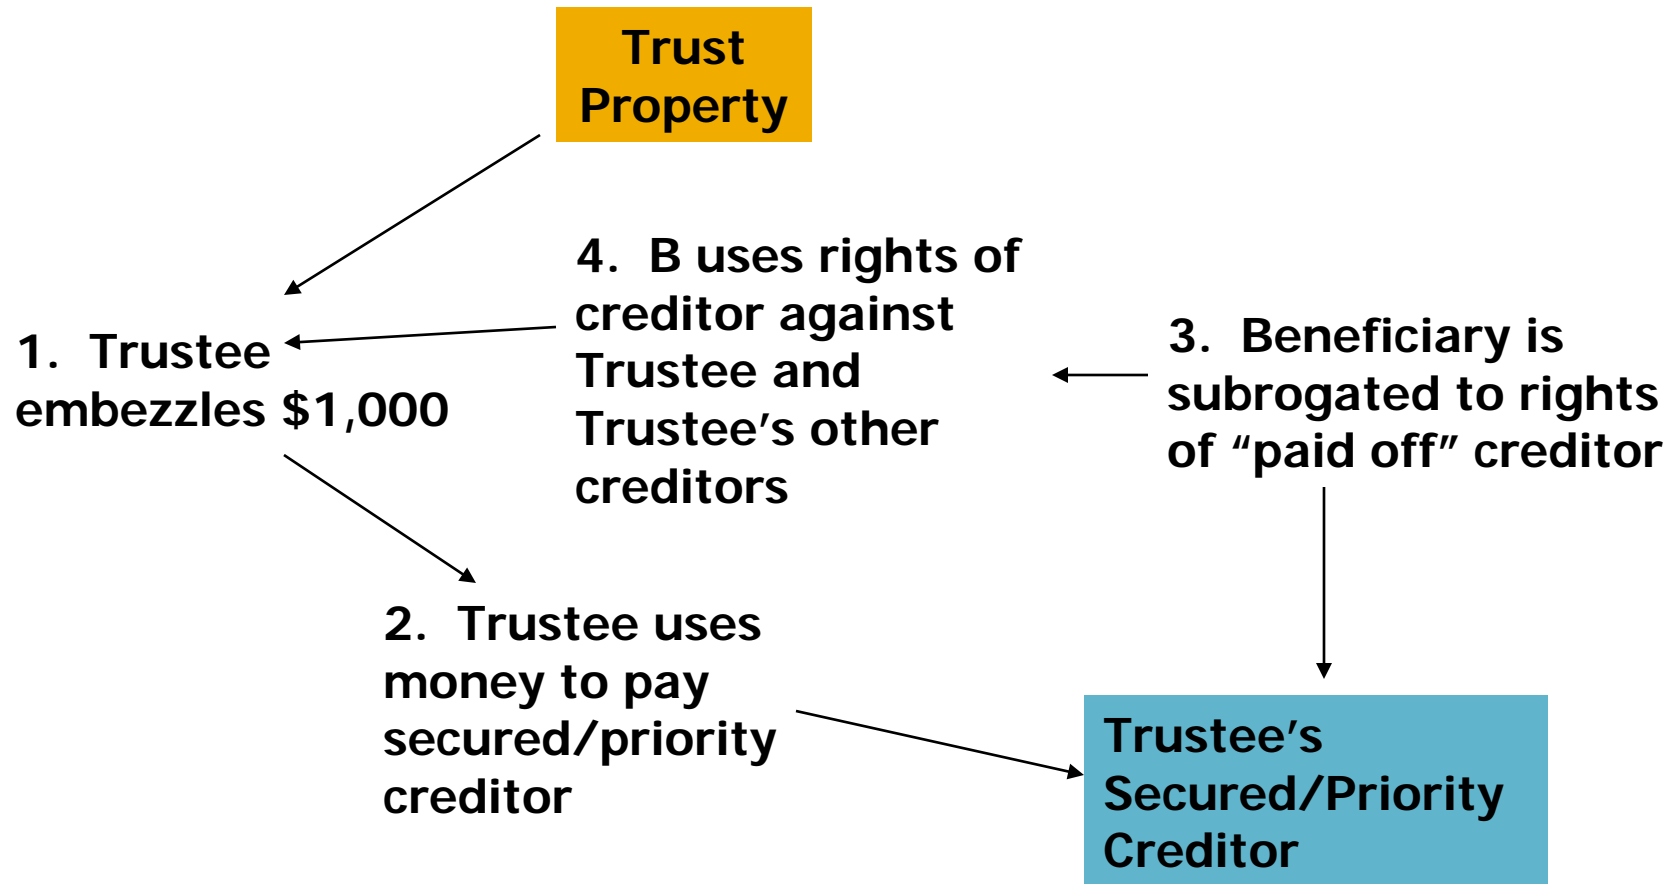 Trust
Property
1. Trustee
embezzles $1,000
4. B uses rights of
creditor against
Trustee and
Trustee’s other
creditors
3. Beneficiary is
subrogated to rights
of “paid off” creditor
2. Trustee uses
money to pay
secured/priority
creditor
Trustee’s
Secured/Priority
Creditor